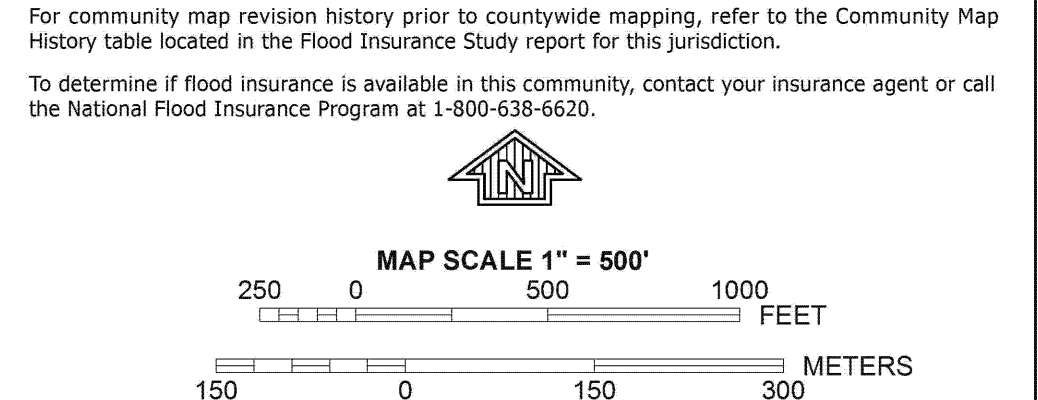 For community map revision history prior to countywide mapping, refer to the Community Map
History table located in the Flood Insurance Study report for this jurisdiction.
To determine if flood insurance is available in this community, contact your insurance agent or call
the National Flood Insurance Program at 1-800-638-6620.
N
MAP SCALE 1" = 500'
250 0 500 1000
FEET
METERS
150 0 150 300